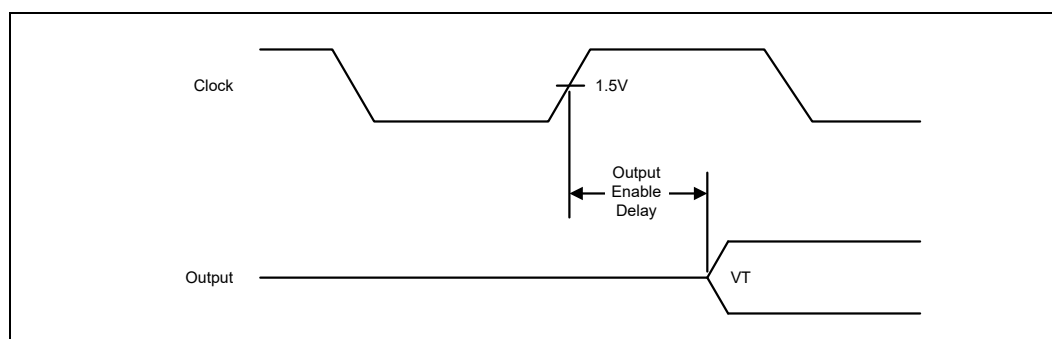 Clock
1.5V
Output
Enable
Delay
Output
VT